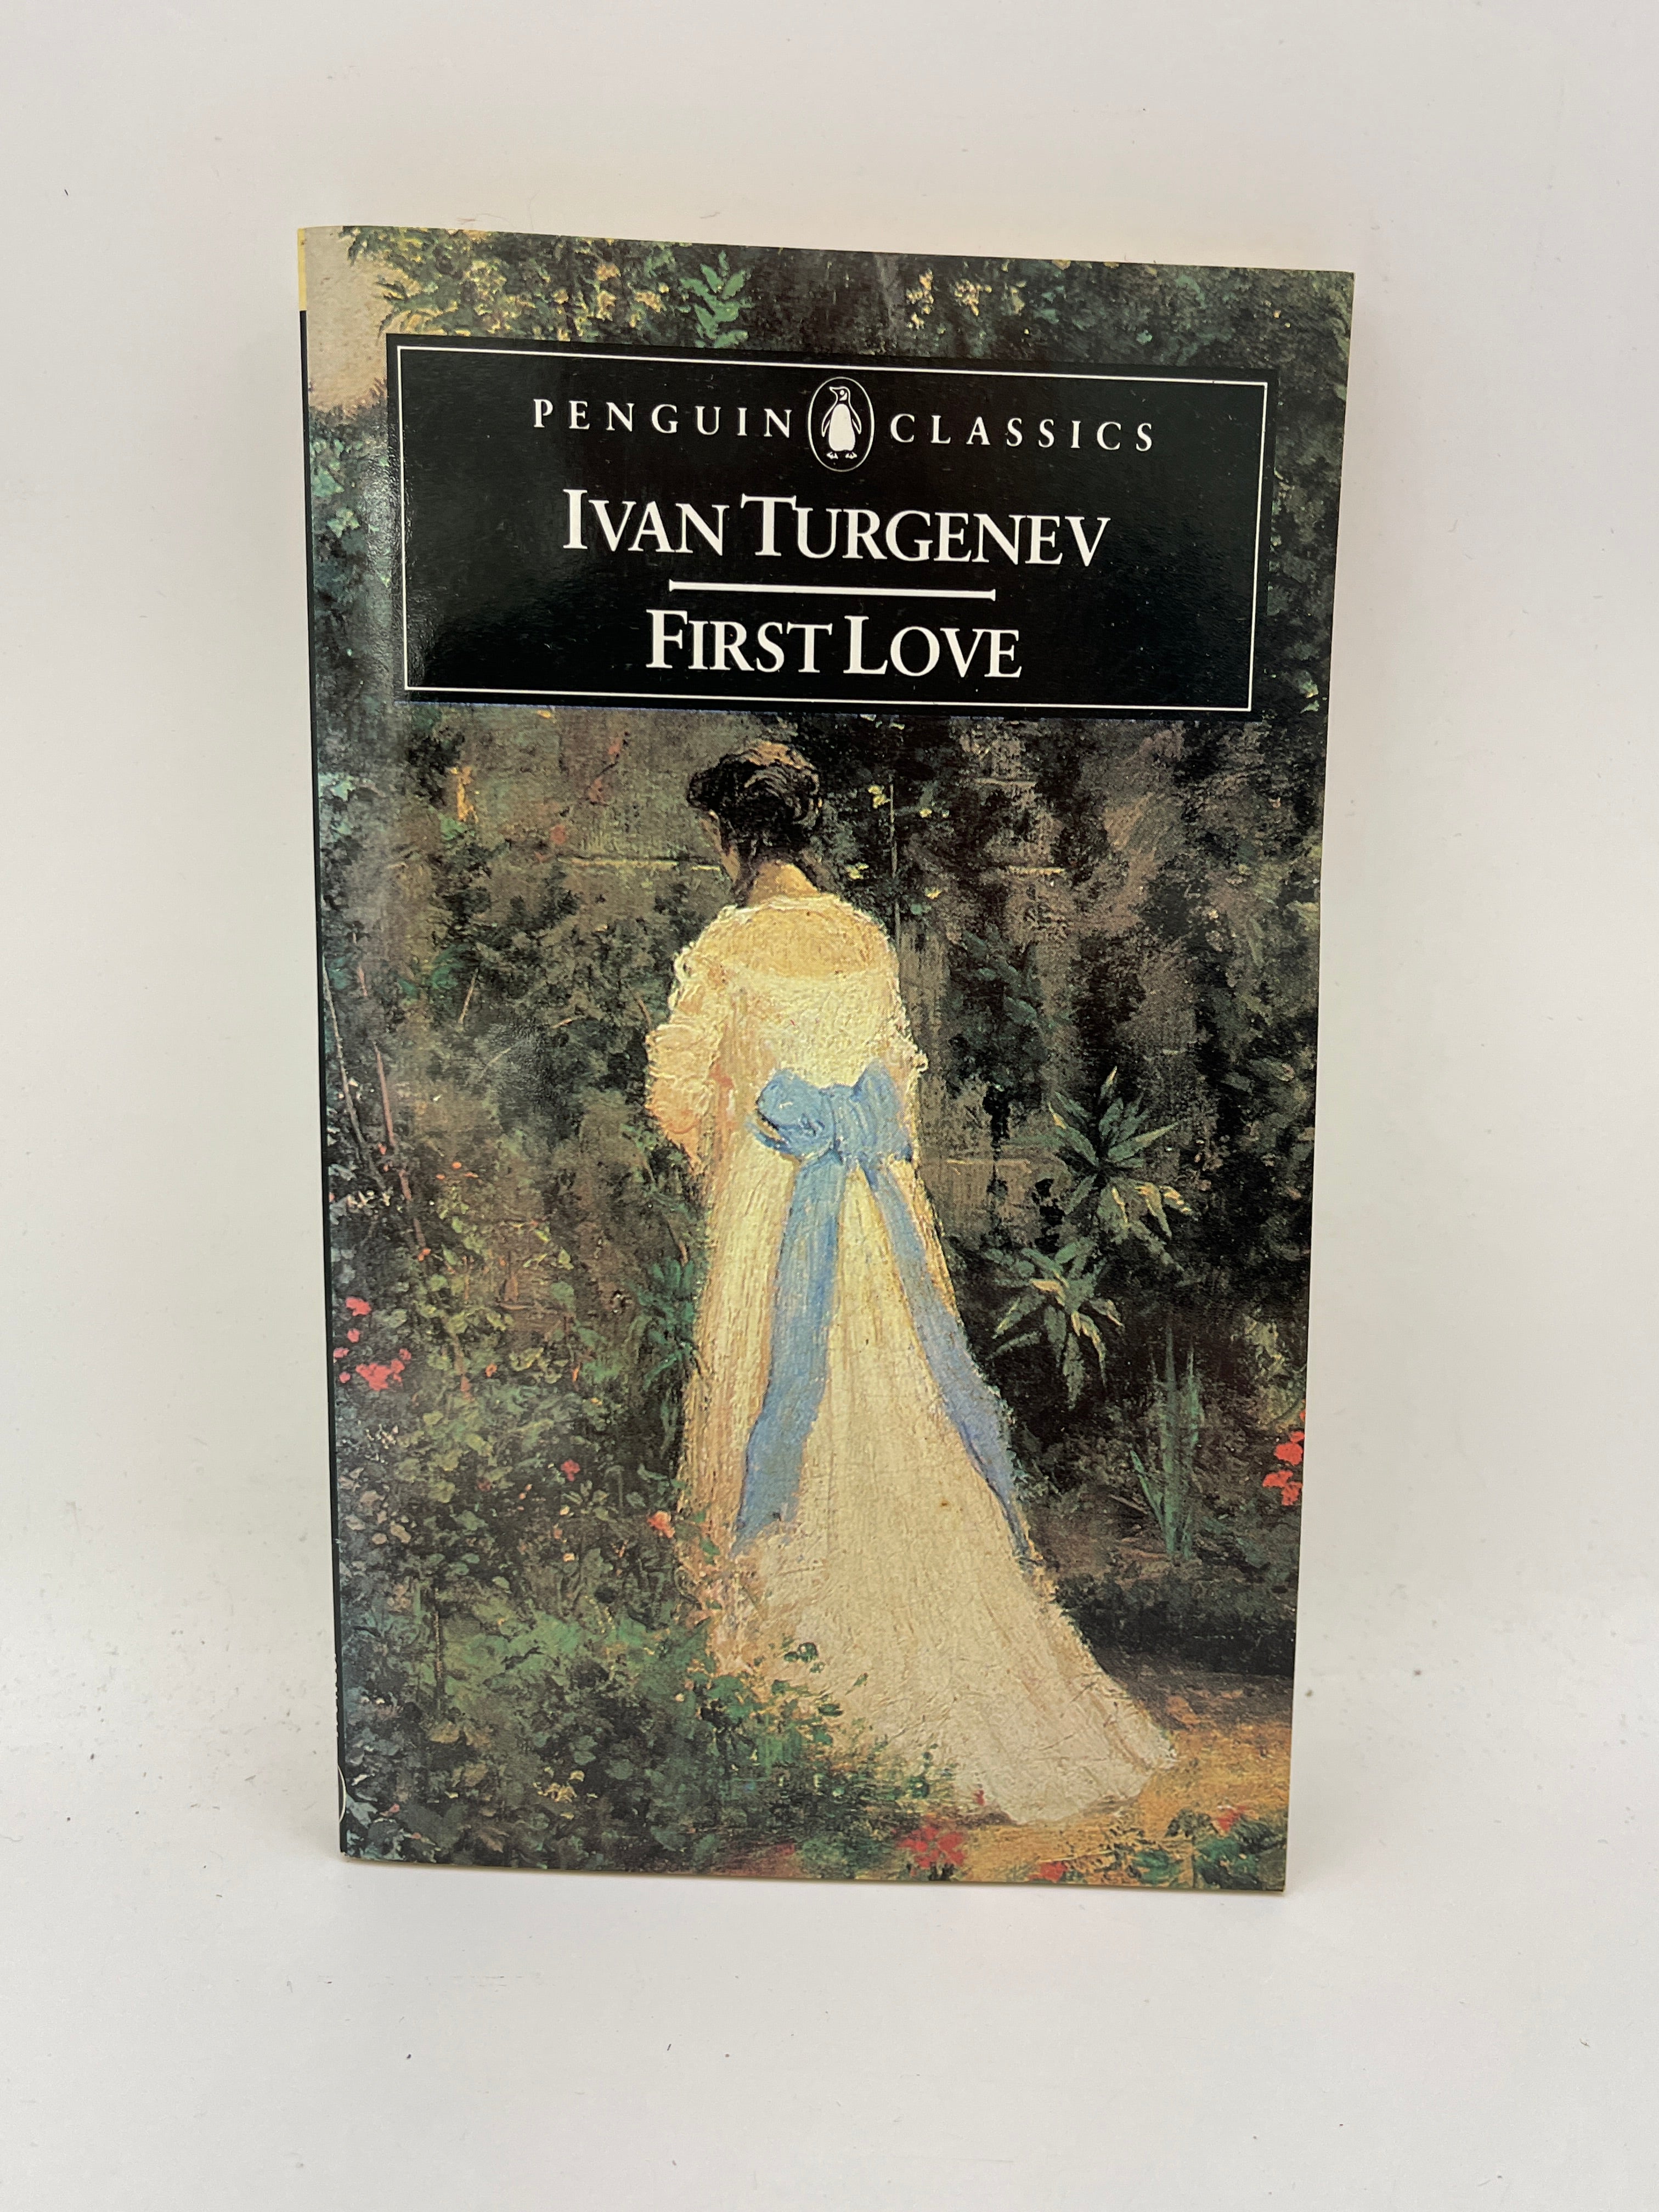 PENGUIN CLASSICS
IVAN TURGENEV
FIRST LOVE